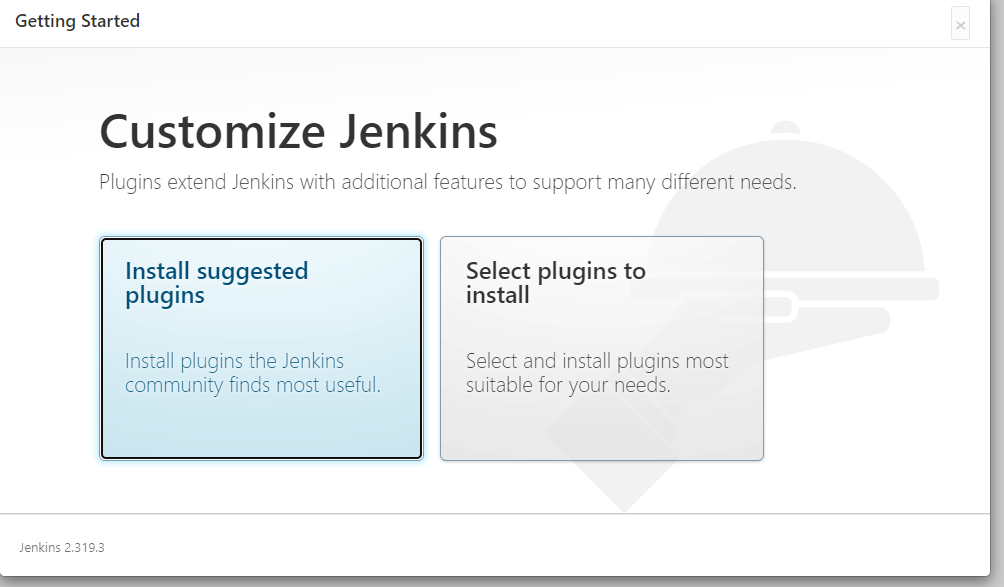 Getting Started
×
Customize Jenkins
Plugins extend Jenkins with additional features to support many different needs.
Install suggested
plugins
Install plugins the Jenkins
community finds most useful.
Select plugins to
install
Select and install plugins most
suitable for your needs.
Jenkins 2.319.3